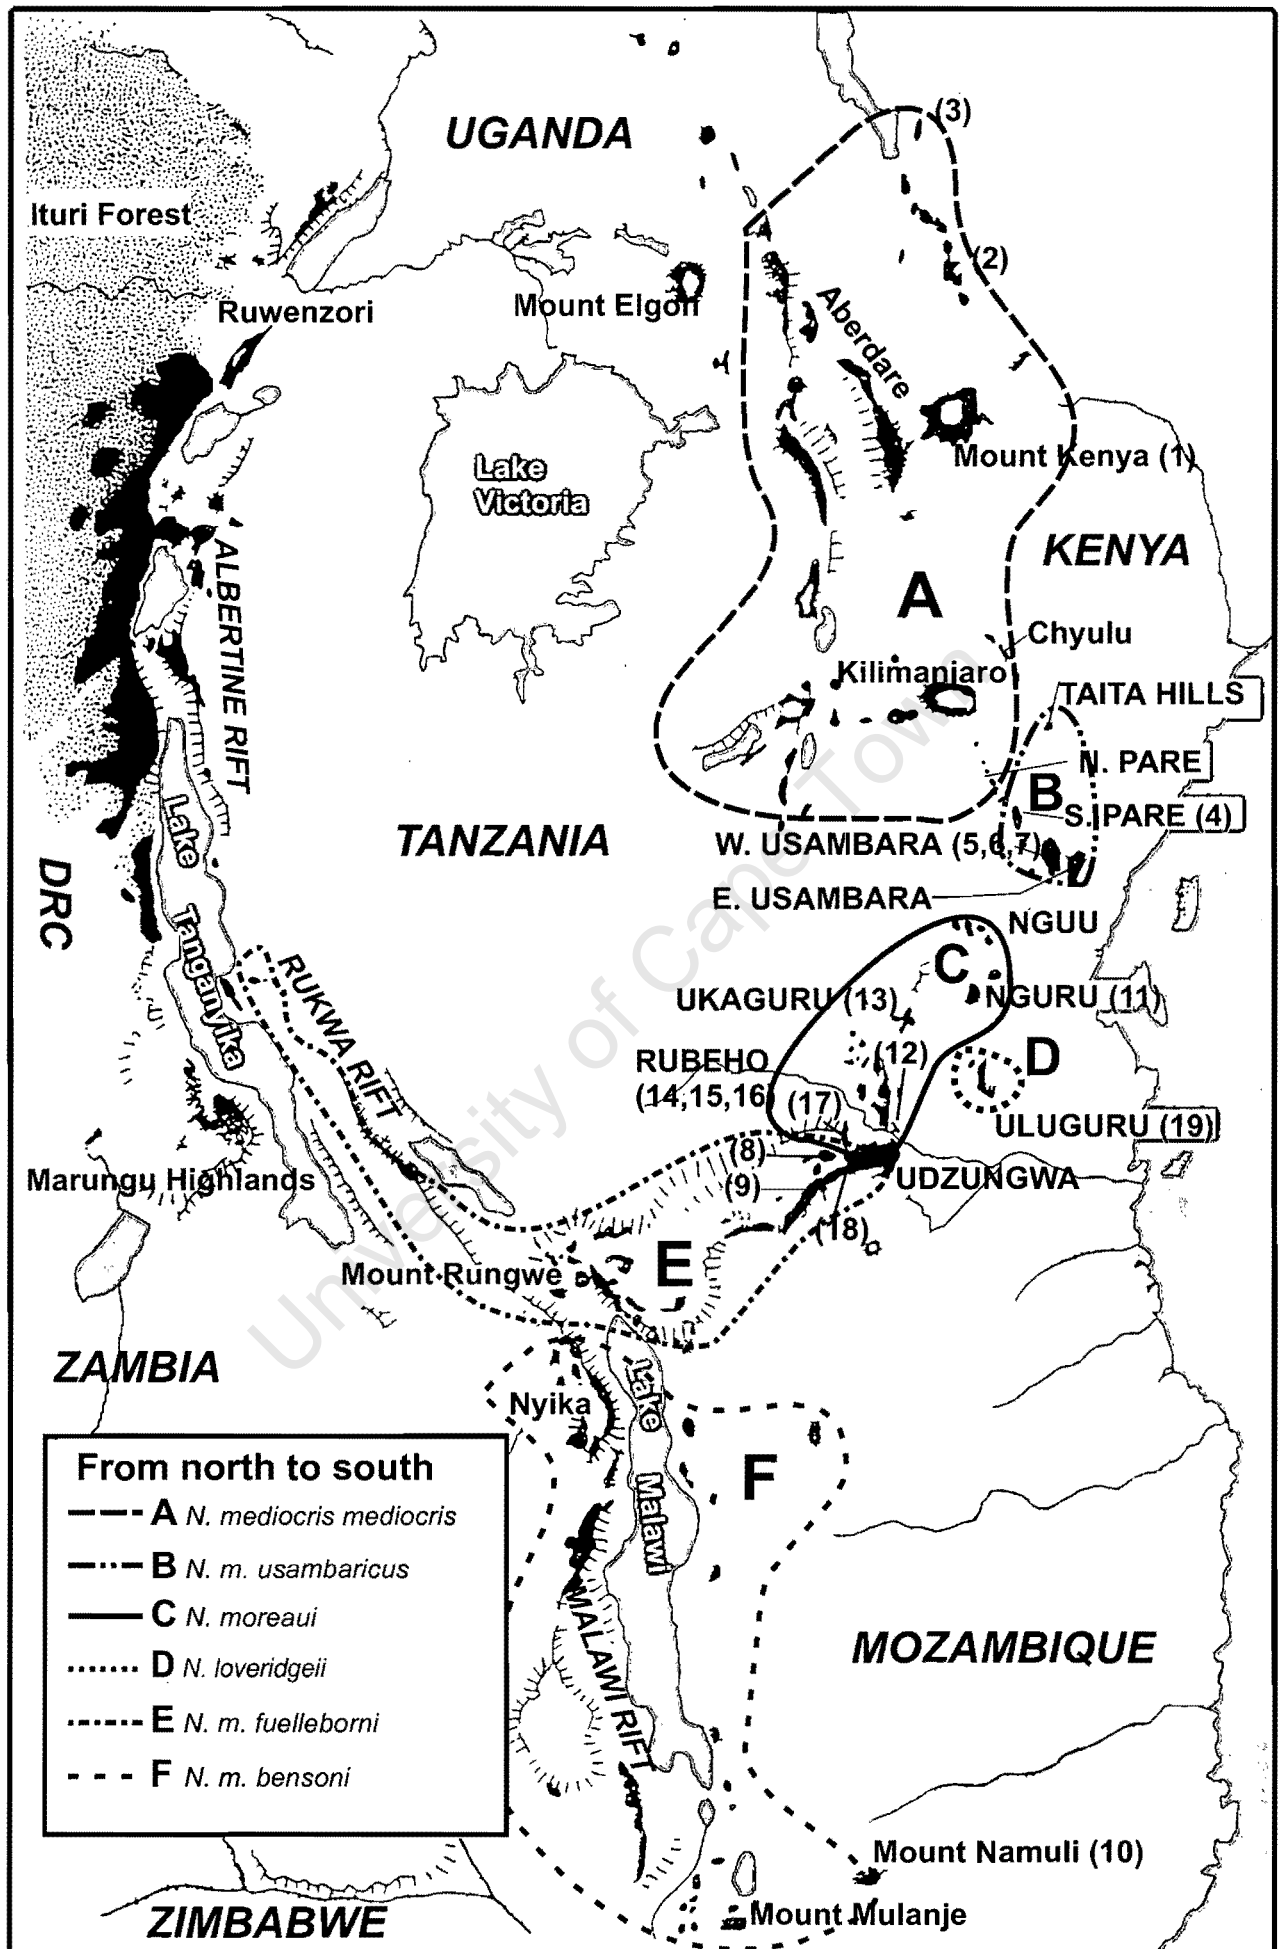 (3)
UGANDA
Ituri Forest
(2)
Ruwenzori
Mount Elgon
Aberdare
Lake
Victoria
Mount Kenya (1)
KENYA
ALBERTINE RIFT
A
Chyulu
Kilimanjaro
TAITA HILLS
N. PARE
B
S. PARE (4)
TANZANIA
W. USAMBARA (5,6,7)
E. USAMBARA
DRC
Lake
Tanganyika
NGUU
C
RUKWA RIFT
UKAGURU (13)
NGURU (11)
RUBEHO
(14,15,16)
(12)
D
(17)
ULUGURU (19)
(8)
Marungu Highlands
(9)
UDZUNGWA
(18)
E
Mount Rungwe
ZAMBIA
Nyika
Lake
Malawi
F
From north to south
A N. mediocris mediocris
B N. m. usambaricus
C N. moreaui
D N. loveridgeii
E N. m. fuelleborni
F N. m. bensoni
MALAWI RIFT
MOZAMBIQUE
Mount Namuli (10)
Mount Mulanje
ZIMBABWE
University of Cape Town